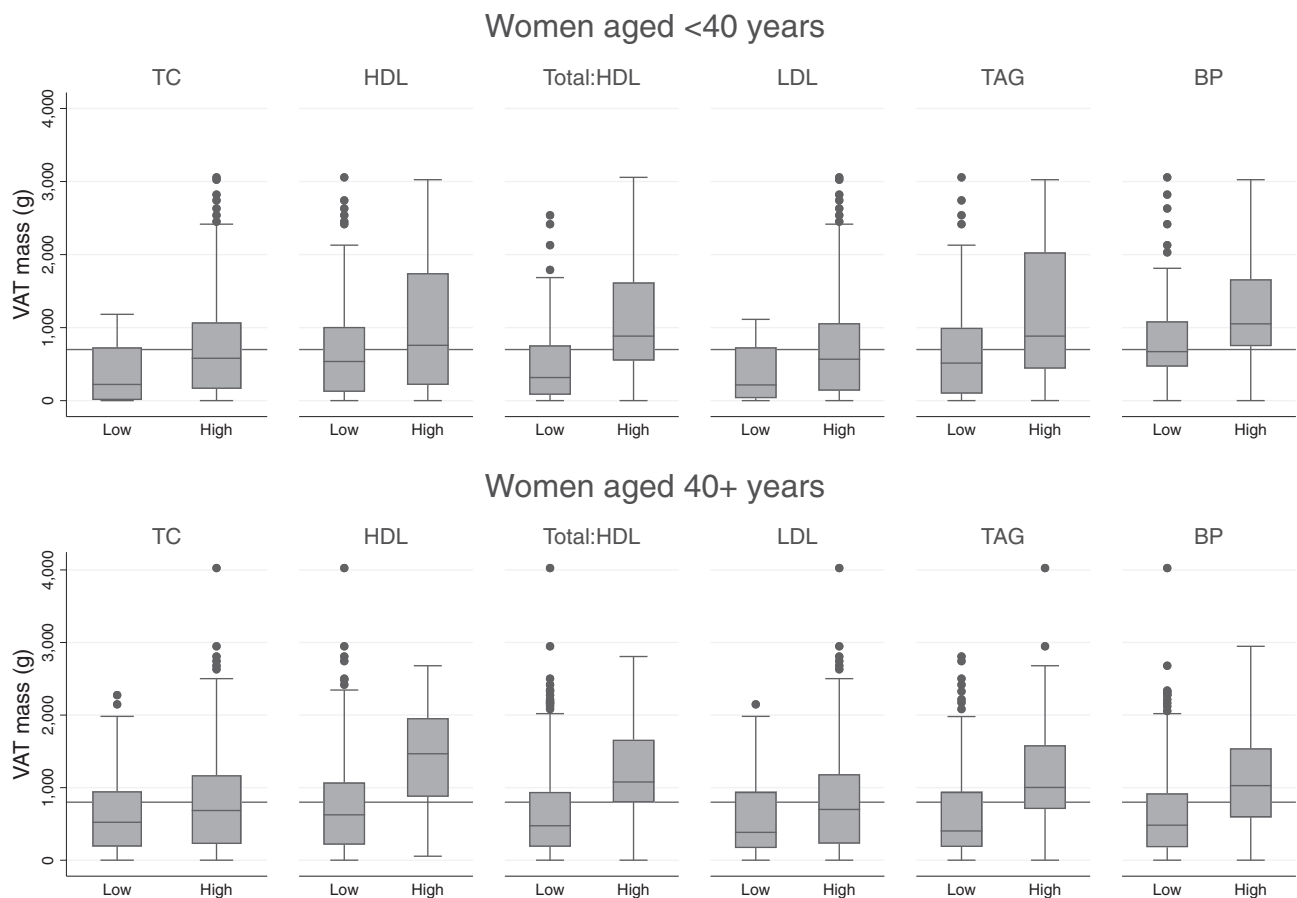 Women aged <40 years
TC HDL Total:HDL LDL TAG BP
VAT mass (g)
4,000
3,000
2,000
1,000
0
Low High Low High Low High Low High Low High Low High
Women aged 40+ years
TC HDL Total:HDL LDL TAG BP
VAT mass (g)
4,000
3,000
2,000
1,000
0
Low High Low High Low High Low High Low High Low High